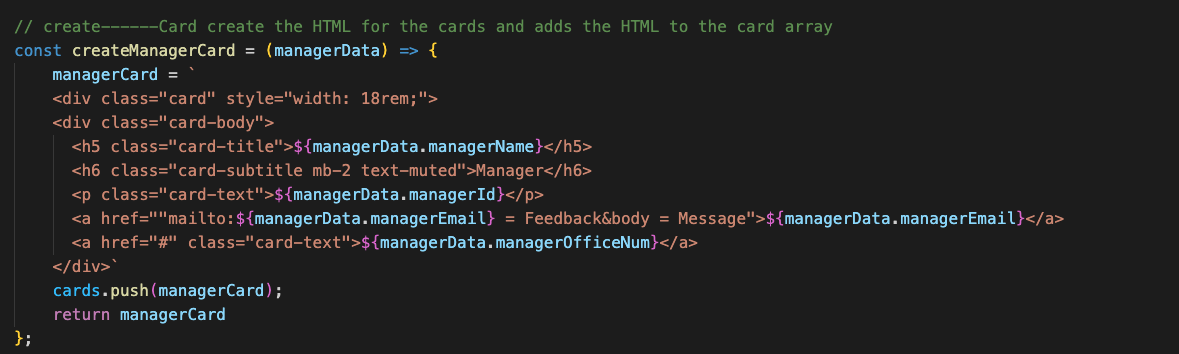 // create------Card create the HTML for the cards and adds the HTML to the card array
const createManagerCard = (managerData) => {
managerCard = `
<div class="card" style="width: 18rem;">
<div class="card-body">
<h5 class="card-title">${managerData.managerName}</h5>
<h6 class="card-subtitle mb-2 text-muted">Manager</h6>
<p class="card-text">${managerData.managerId}</p>
<a href=""mailto:${managerData.managerEmail} = Feedback&body = Message">${managerData.managerEmail}</a>
<a href="#" class="card-text">${managerData.managerOfficeNum}</a>
</div>`
cards.push(managerCard);
return managerCard
};